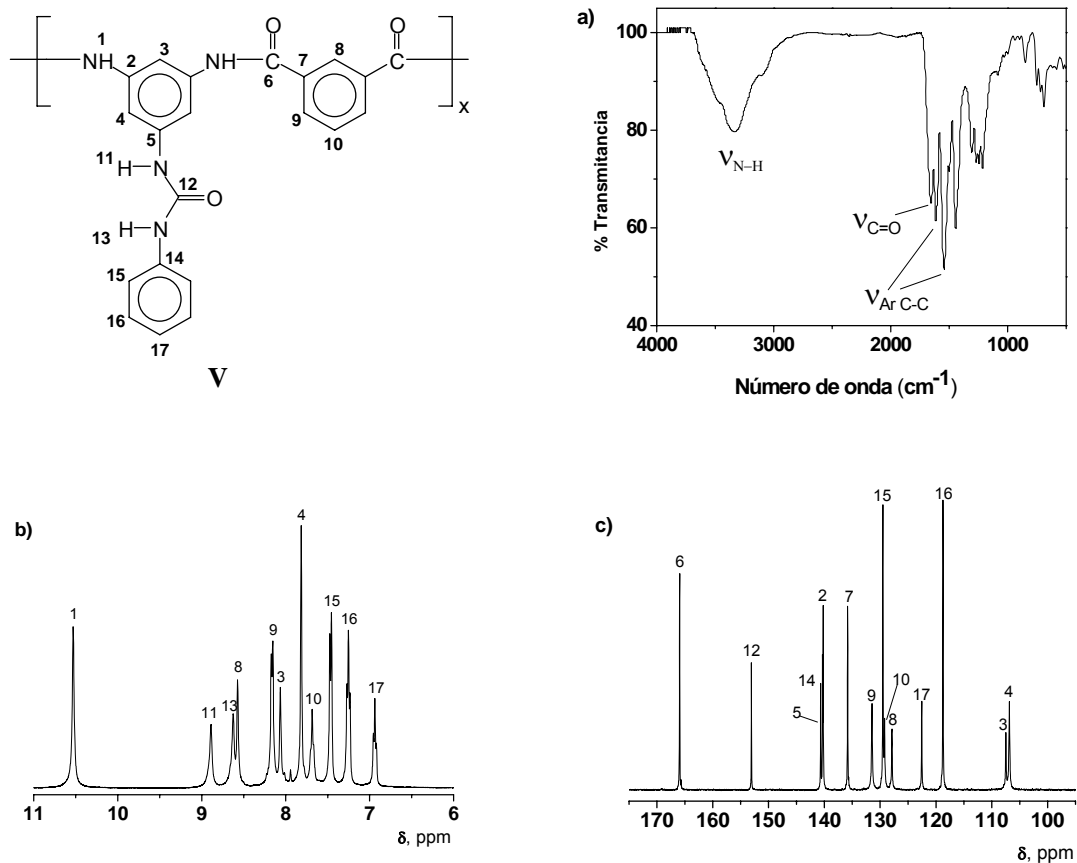 O
O
1
3
8
NH
NH
C
C
2
7
6
x
4
9
5
10
11
H
N
12
O
H
N
13
14
15
16
17
V
a)
100
80
60
40
% Transmitancia
νN–H
νC=O
νAr C-C
4000 3000 2000 1000
Número de onda (cm-1)
b)
1
11
13
8
9
3
4
10
15
16
17
11 10 9 8 7 6
δ, ppm
c)
6
12
14
5
2
7
9
15
10
8
17
16
3
4
170 160 150 140 130 120 110 100
δ, ppm